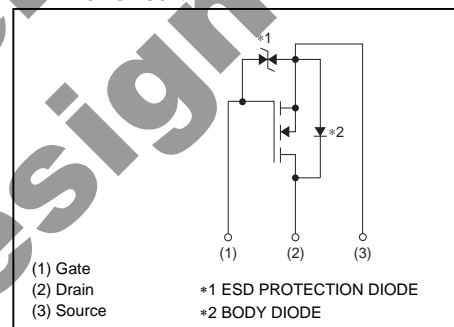 *1
*2
(1) (2) (3)
(1) Gate
(2) Drain
(3) Source
*1 ESD PROTECTION DIODE
*2 BODY DIODE